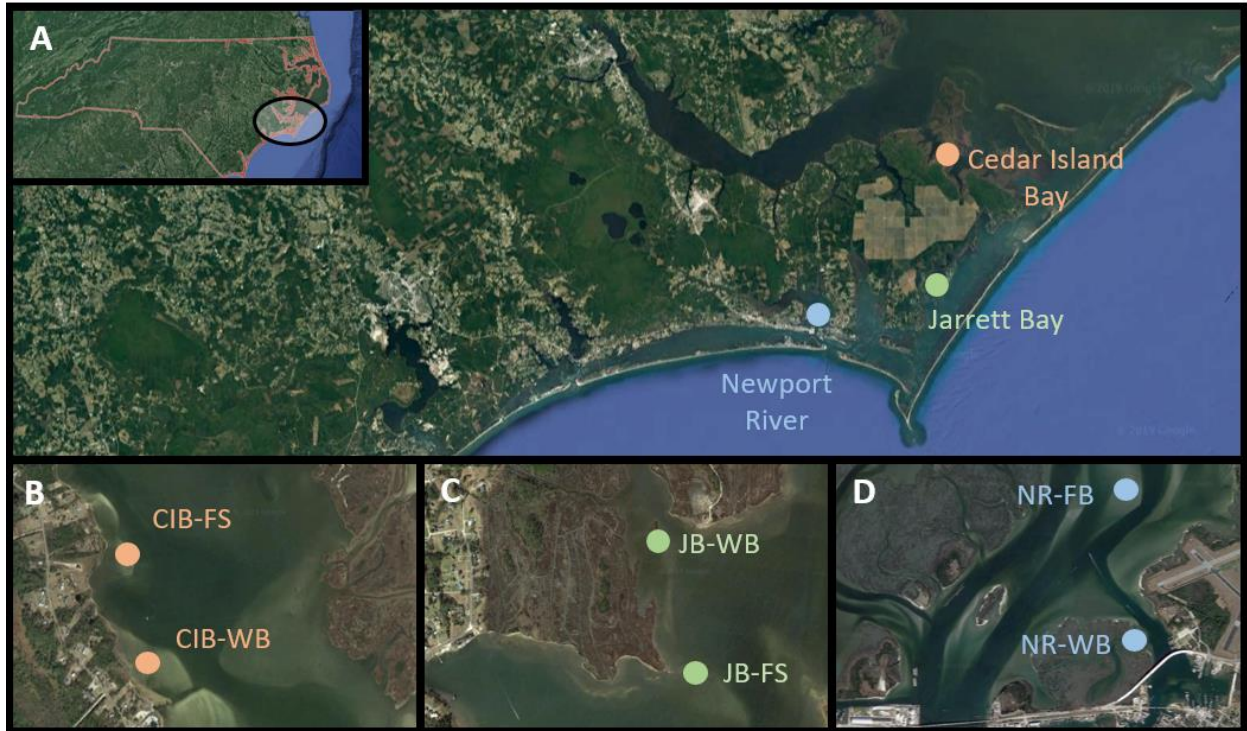 A
Cedar Island
Bay
Jarrett Bay
Newport
River
B
CIB-FS
CIB-WB
C
JB-WB
JB-FS
D
NR-FB
NR-WB